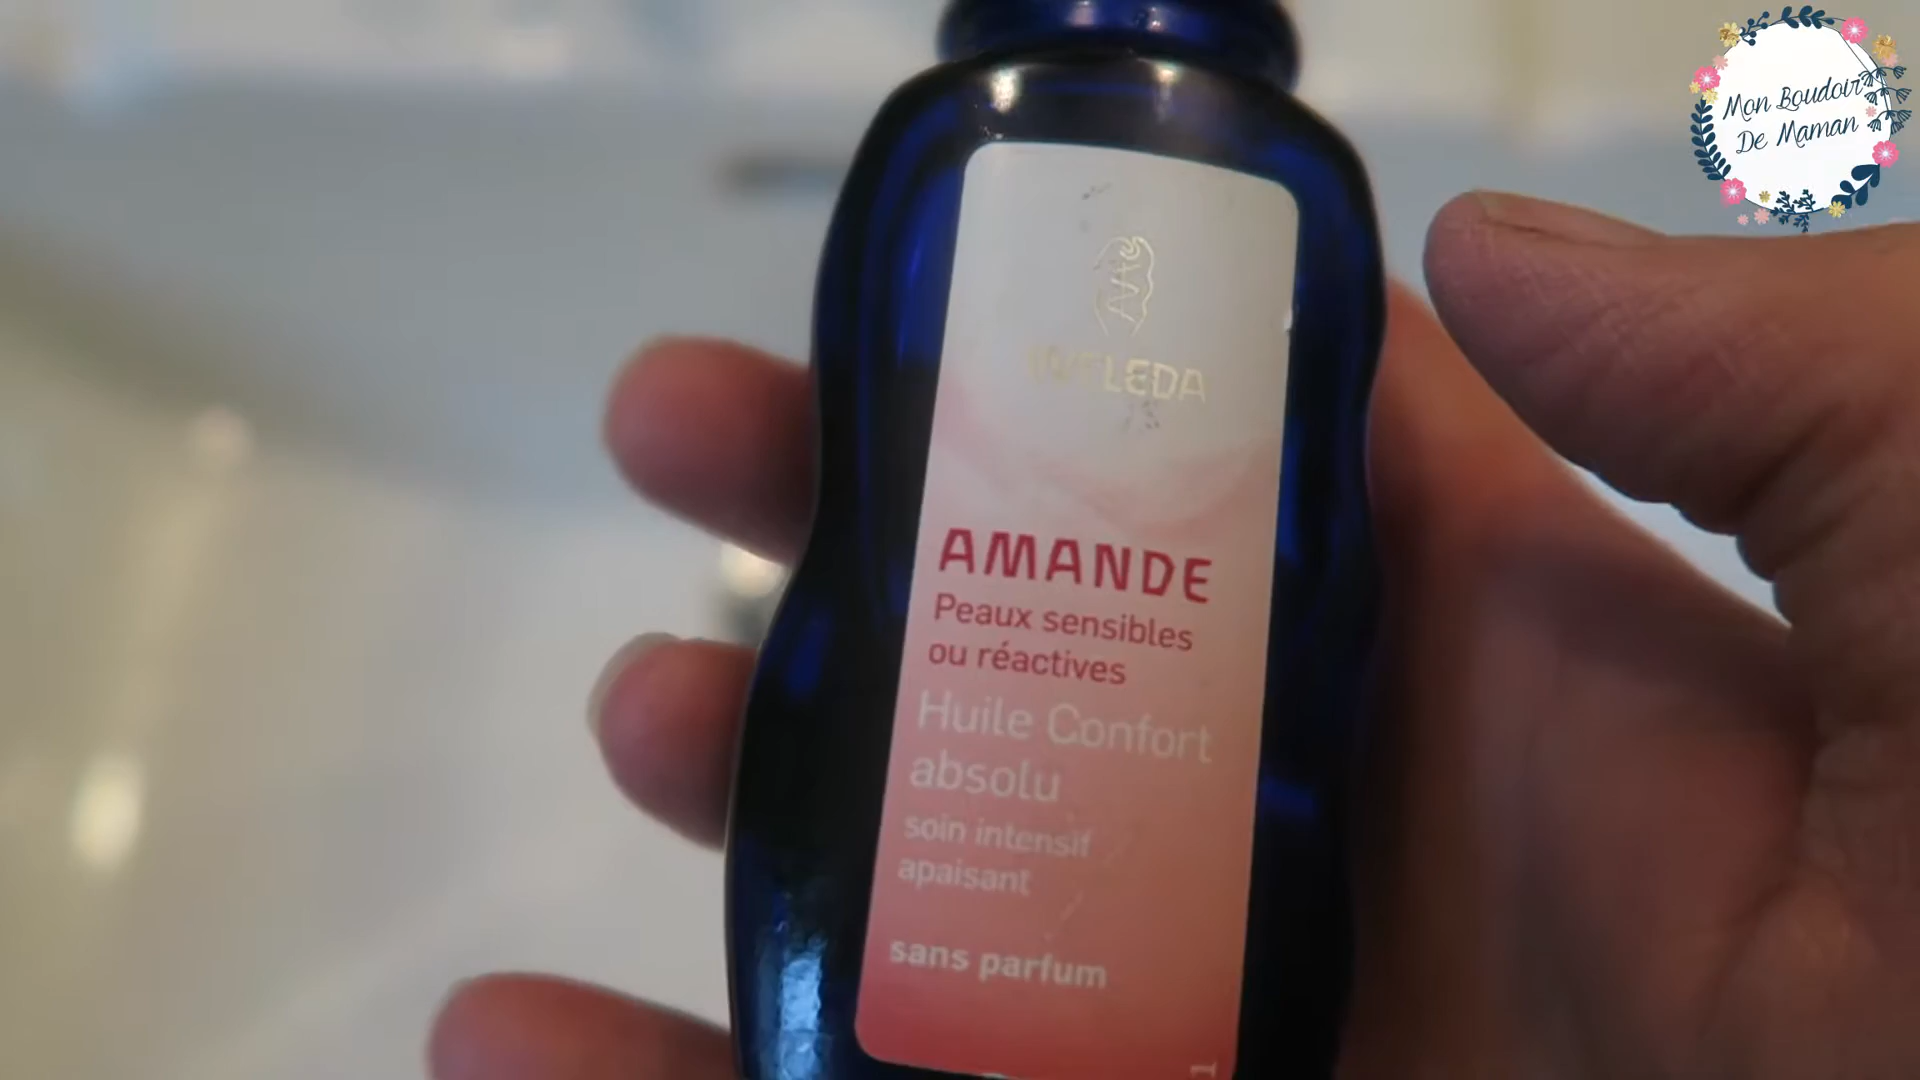 Mon Boudoir
De Maman
WELEDA
AMANDE
Peaux sensibles
ou réactives
Huile Confort
absolu
soin intensif
apaisant
sans parfum